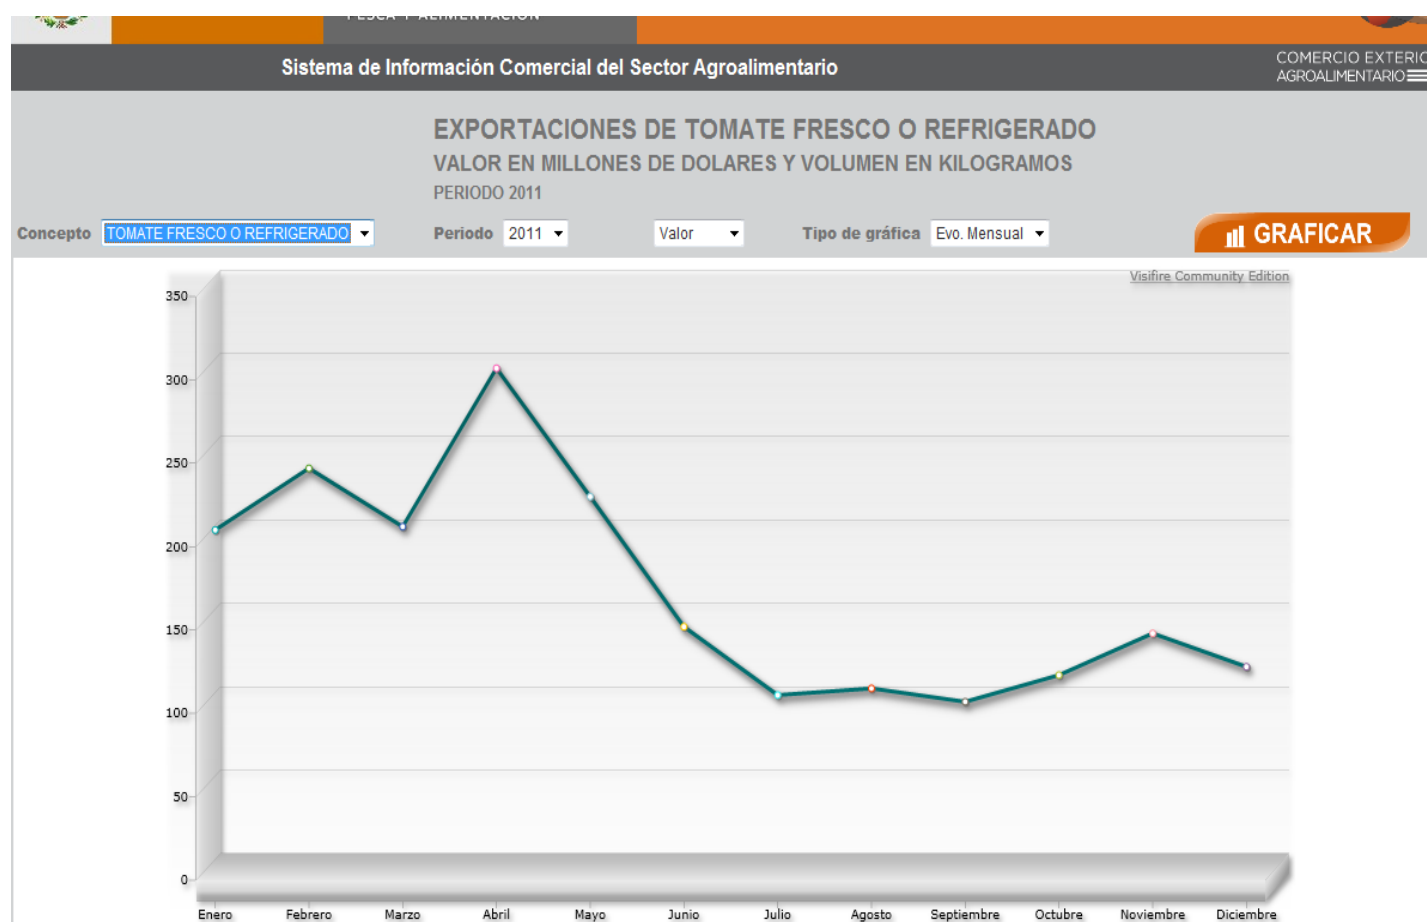 PESCA Y ALIMENTACIÓN
Sistema de Información Comercial del Sector Agroalimentario
COMERCIO EXTERIO
AGROALIMENTARIO
EXPORTACIONES DE TOMATE FRESCO O REFRIGERADO
VALOR EN MILLONES DE DOLARES Y VOLUMEN EN KILOGRAMOS
PERIODO 2011
Concepto TOMATE FRESCO O REFRIGERADO Periodo 2011 Valor Tipo de gráfica Evo. Mensual GRAFICAR
Visifire Community Edition
350
300
250
200
150
100
50
0
Enero Febrero Marzo Abril Mayo Junio Julio Agosto Septiembre Octubre Noviembre Diciembre